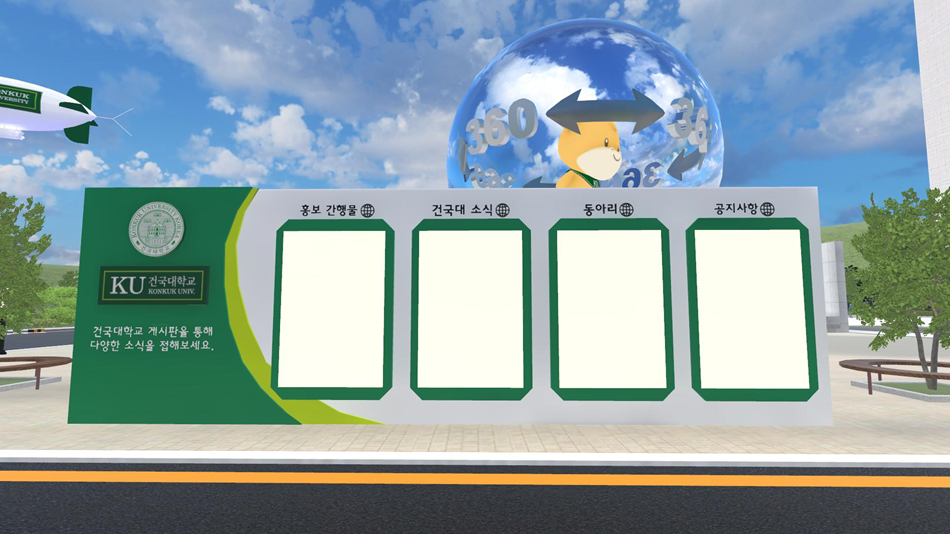 KONKUK
UNIVERSITY
360
홍보 간행물
건국대 소식
동아리
공지사항
KU 건국대학교
KONKUK UNIV.
건국대학교 게시판을 통해
다양한 소식을 접해보세요.